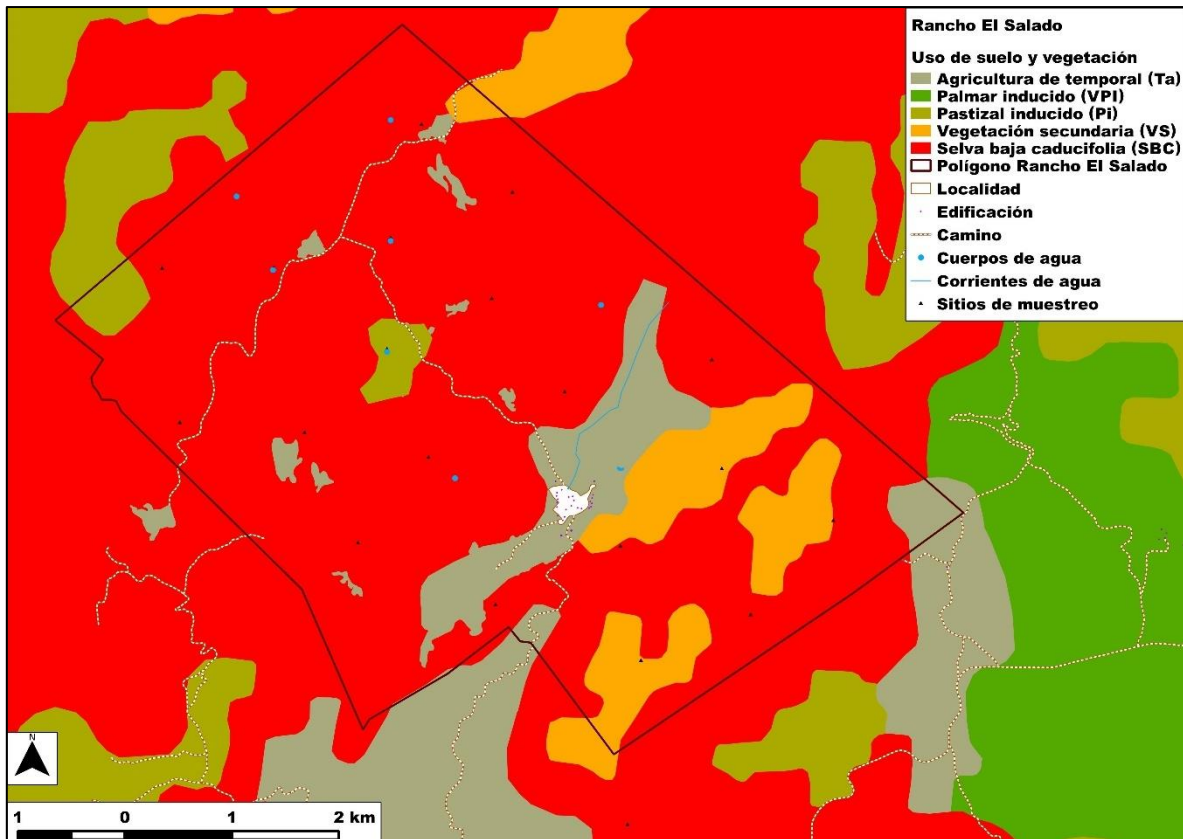 Rancho El Salado
Uso de suelo y vegetación
Agricultura de temporal (Ta)
Palmar inducido (VPI)
Pastizal inducido (Pi)
Vegetación secundaria (VS)
Selva baja caducifolia (SBC)
Polígono Rancho El Salado
Localidad
Edificación
Camino
Cuerpos de agua
Corrientes de agua
Sitios de muestreo
N
1 0 1 2 km